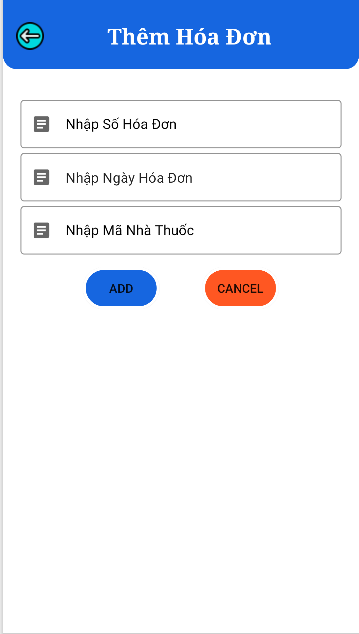 Thêm Hóa Đơn
Nhập Số Hóa Đơn
Nhập Ngày Hóa Đơn
Nhập Mã Nhà Thuốc
ADD
CANCEL